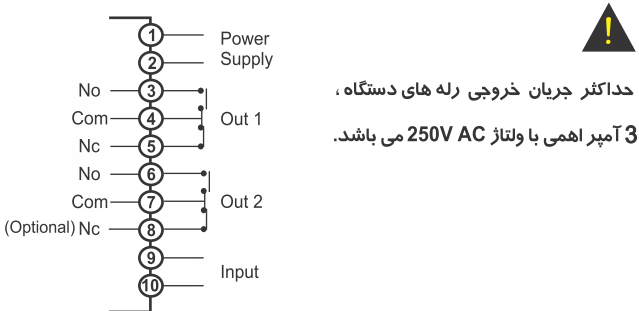 1 Power
2 Supply
No 3
Com 4 Out 1
Nc 5
No 6
Com 7 Out 2
(Optional) Nc 8
9
Input
10
!
حداکثر جریان خروجی رله های دستگاه ،
3 آمپر اهمی با ولتاژ 250V AC می باشد.